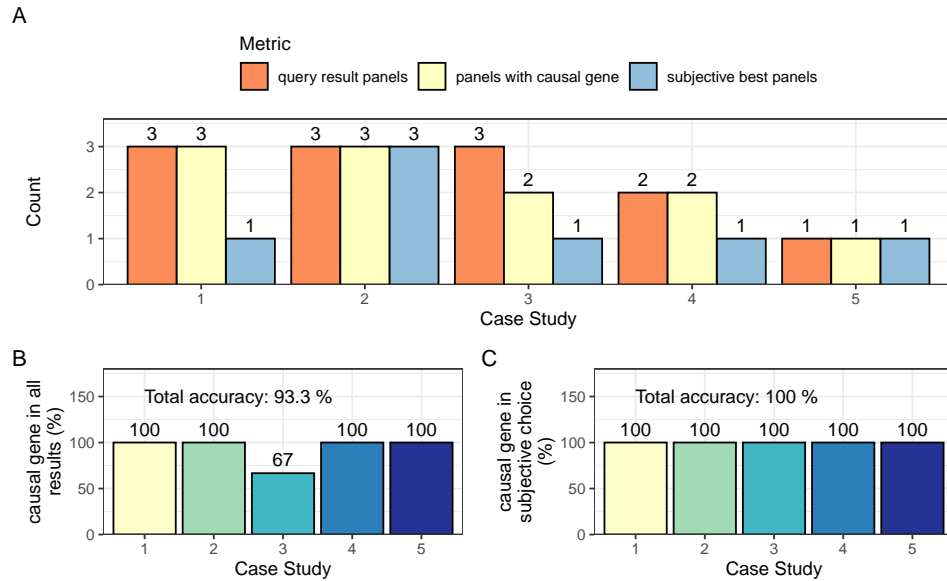 A
Metric
query result panels
panels with causal gene
subjective best panels
Count
3
2
1
0
3 3 1 3 3 3 3 2 1 2 2 1 1 1 1
1 2 3 4 5
Case Study
B
causal gene in all
results (%)
150
100
50
0
Total accuracy: 93.3 %
100 100 67 100 100
1 2 3 4 5
Case Study
C
causal gene in
subjective choice
(%)
150
100
50
0
Total accuracy: 100 %
100 100 100 100 100
1 2 3 4 5
Case Study